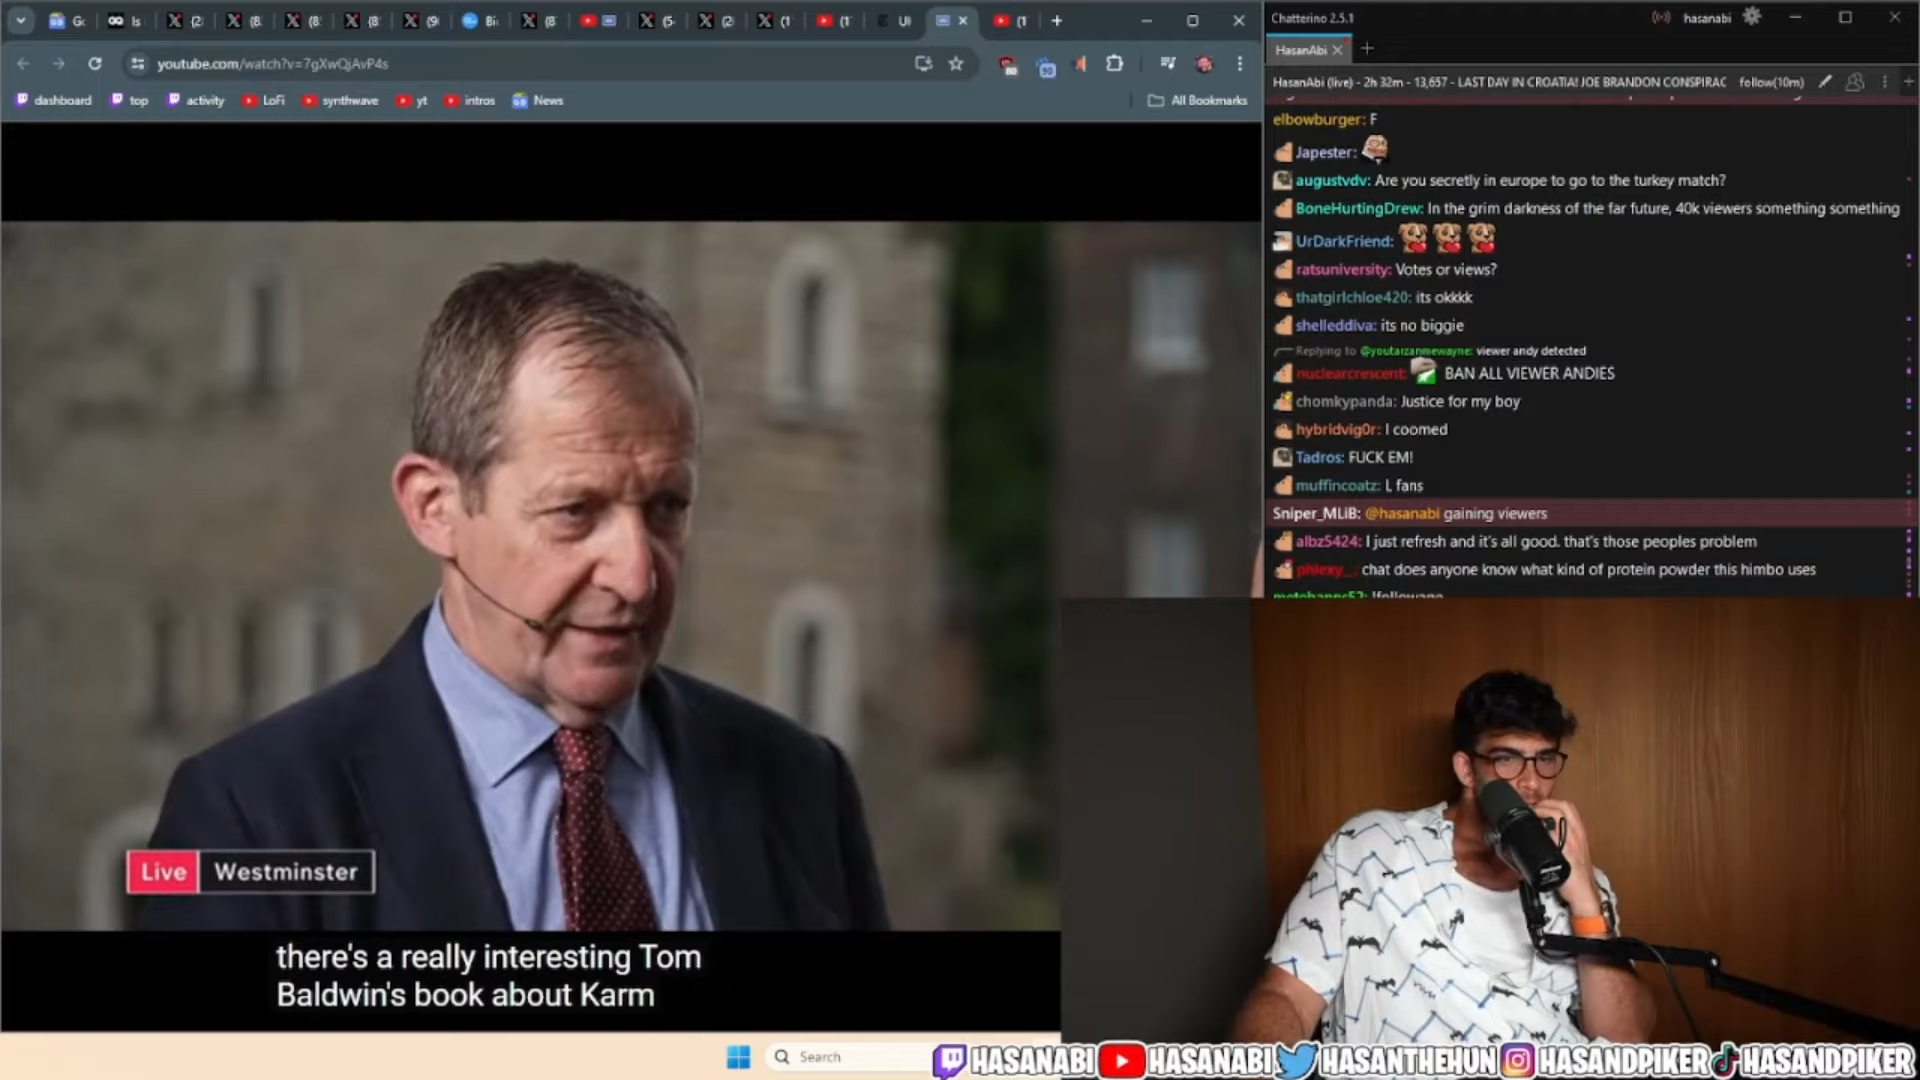 Chatterino 2.5.1
hasanabi
youtube.com/watch?v=7gXwQjAvP4s
dashboard
top
activity
LoFi
synthwave
yt
intros
News
All Bookmarks
HasanAbi
HasanAbi (live) - 2h 32m - 13,657 - LAST DAY IN CROATIA! JOE BRANDON CONSPIRAC
follow(10m)
elbowburger: F
Japester:
augustvdv: Are you secretly in europe to go to the turkey match?
BoneHurtingDrew: In the grim darkness of the far future, 40k viewers something something
UrDarkFriend:
ratsuniversity: Votes or views?
thatgirlchloe420: its okkkk
shelleddiva: its no biggie
Replying to @youtarzanmewayne: viewer andy detected
nuclearcrescent: BAN ALL VIEWER ANDIES
chomkypanda: Justice for my boy
hybridvig0r: I coomed
Tadros: FUCK EM!
muffincoatz: L fans
Sniper_MLiB: @hasanabi gaining viewers
albz5424: I just refresh and it's all good. that's those peoples problem
phlexy_: chat does anyone know what kind of protein powder this himbo uses
Live Westminster
there's a really interesting Tom
Baldwin's book about Karm
Search
HASANABI HASANABI HASANTHEHUN HASANDPIKER HASANDPIKER